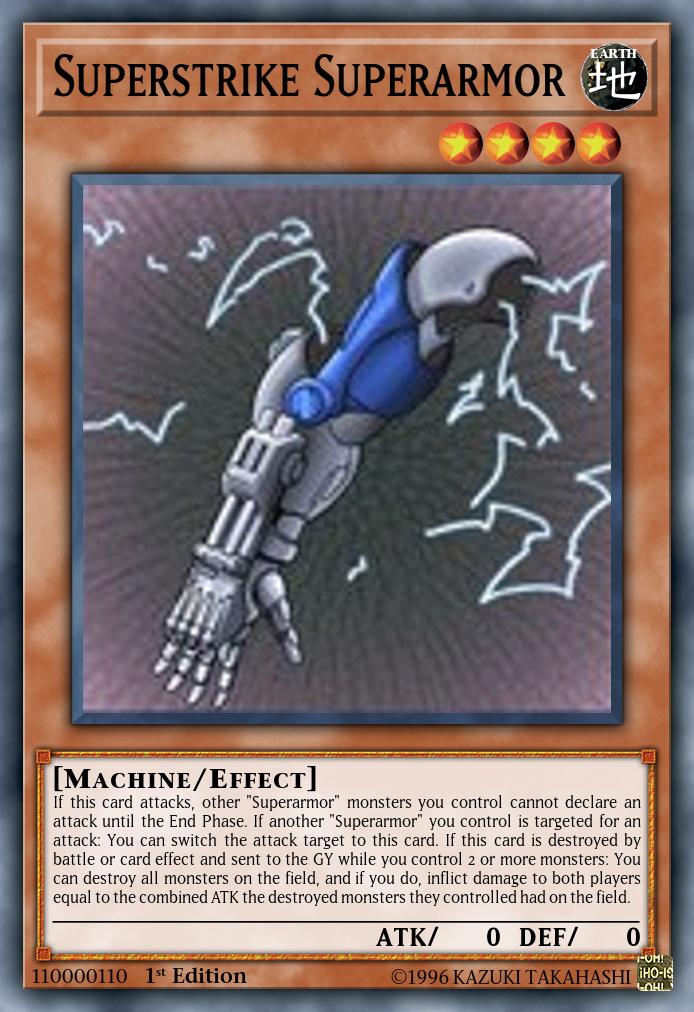 Superstrike Superarmor
EARTH
地
[Machine/Effect]
If this card attacks, other "Superarmor" monsters you control cannot declare an
attack until the End Phase. If another "Superarmor" you control is targeted for an
attack: You can switch the attack target to this card. If this card is destroyed by
battle or card effect and sent to the GY while you control 2 or more monsters: You
can destroy all monsters on the field, and if you do, inflict damage to both players
equal to the combined ATK the destroyed monsters they controlled had on the field.
ATK/ 0 DEF/ 0
110000110 1st Edition ©1996 KAZUKI TAKAHASHI